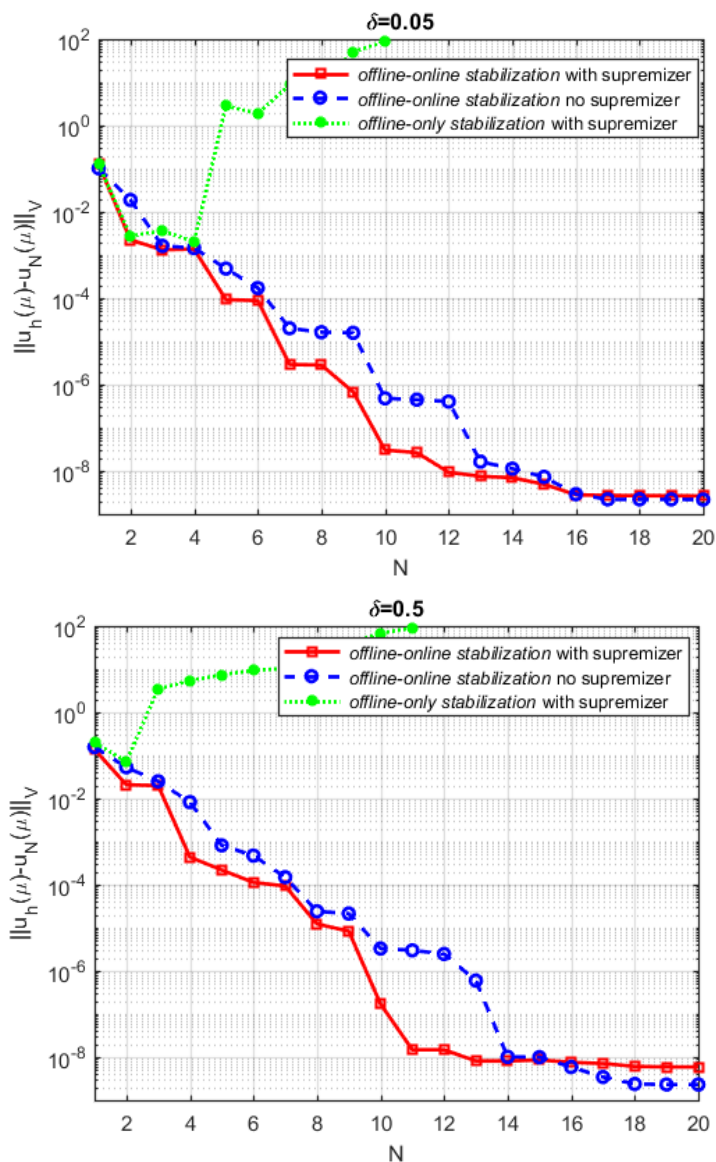 δ=0.05
10^2
10^0
10^-2
10^-4
10^-6
10^-8
||u_h(μ)-u_N(μ)||_V
offline-online stabilization with supremizer
offline-online stabilization no supremizer
offline-only stabilization with supremizer
2 4 6 8 10 12 14 16 18 20
N
δ=0.5
10^2
10^0
10^-2
10^-4
10^-6
10^-8
||u_h(μ)-u_N(μ)||_V
offline-online stabilization with supremizer
offline-online stabilization no supremizer
offline-only stabilization with supremizer
2 4 6 8 10 12 14 16 18 20
N